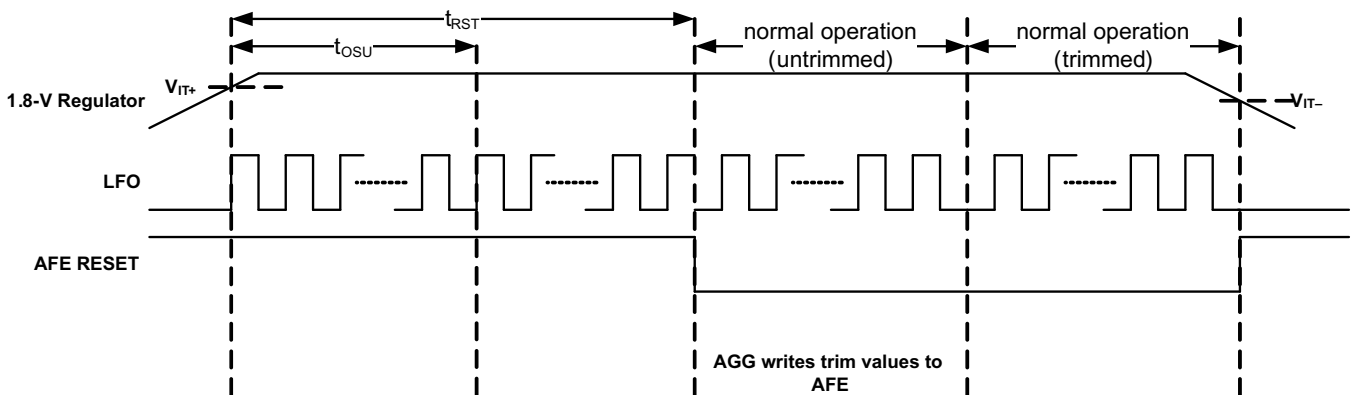 tRST
tOSU
normal operation
(untrimmed)
normal operation
(trimmed)
VIT+
1.8-V Regulator
VIT–
LFO
AFE RESET
AGG writes trim values to
AFE